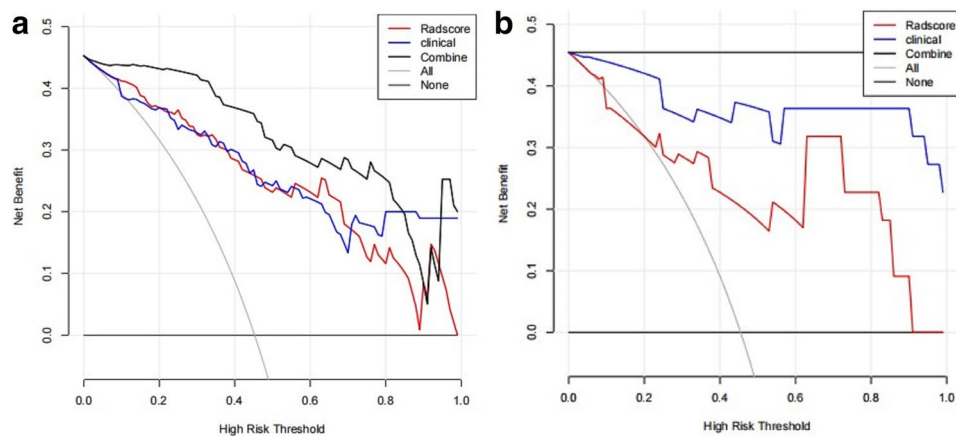 a
0.5
0.4
0.3
0.2
0.1
0.0
Net Benefit
Radscore
clinical
Combine
All
None
0.0 0.2 0.4 0.6 0.8 1.0
High Risk Threshold
b
0.5
0.4
0.3
0.2
0.1
0.0
Net Benefit
Radscore
clinical
Combine
All
None
0.0 0.2 0.4 0.6 0.8 1.0
High Risk Threshold